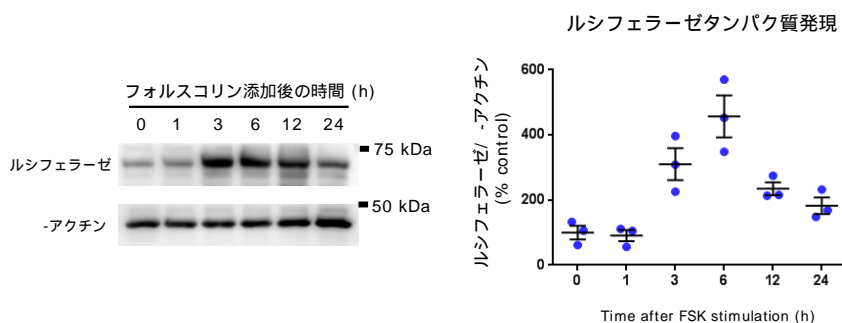 フォルスコリン添加後の時間 (h)
0 1 3 6 12 24
ルシフェラーゼ
75 kDa
50 kDa
-アクチン
ルシフェラーゼタンパク質発現
ルシフェラーゼ/ -アクチン
(% control)
600
400
200
0
0 1 3 6 12 24
Time after FSK stimulation (h)